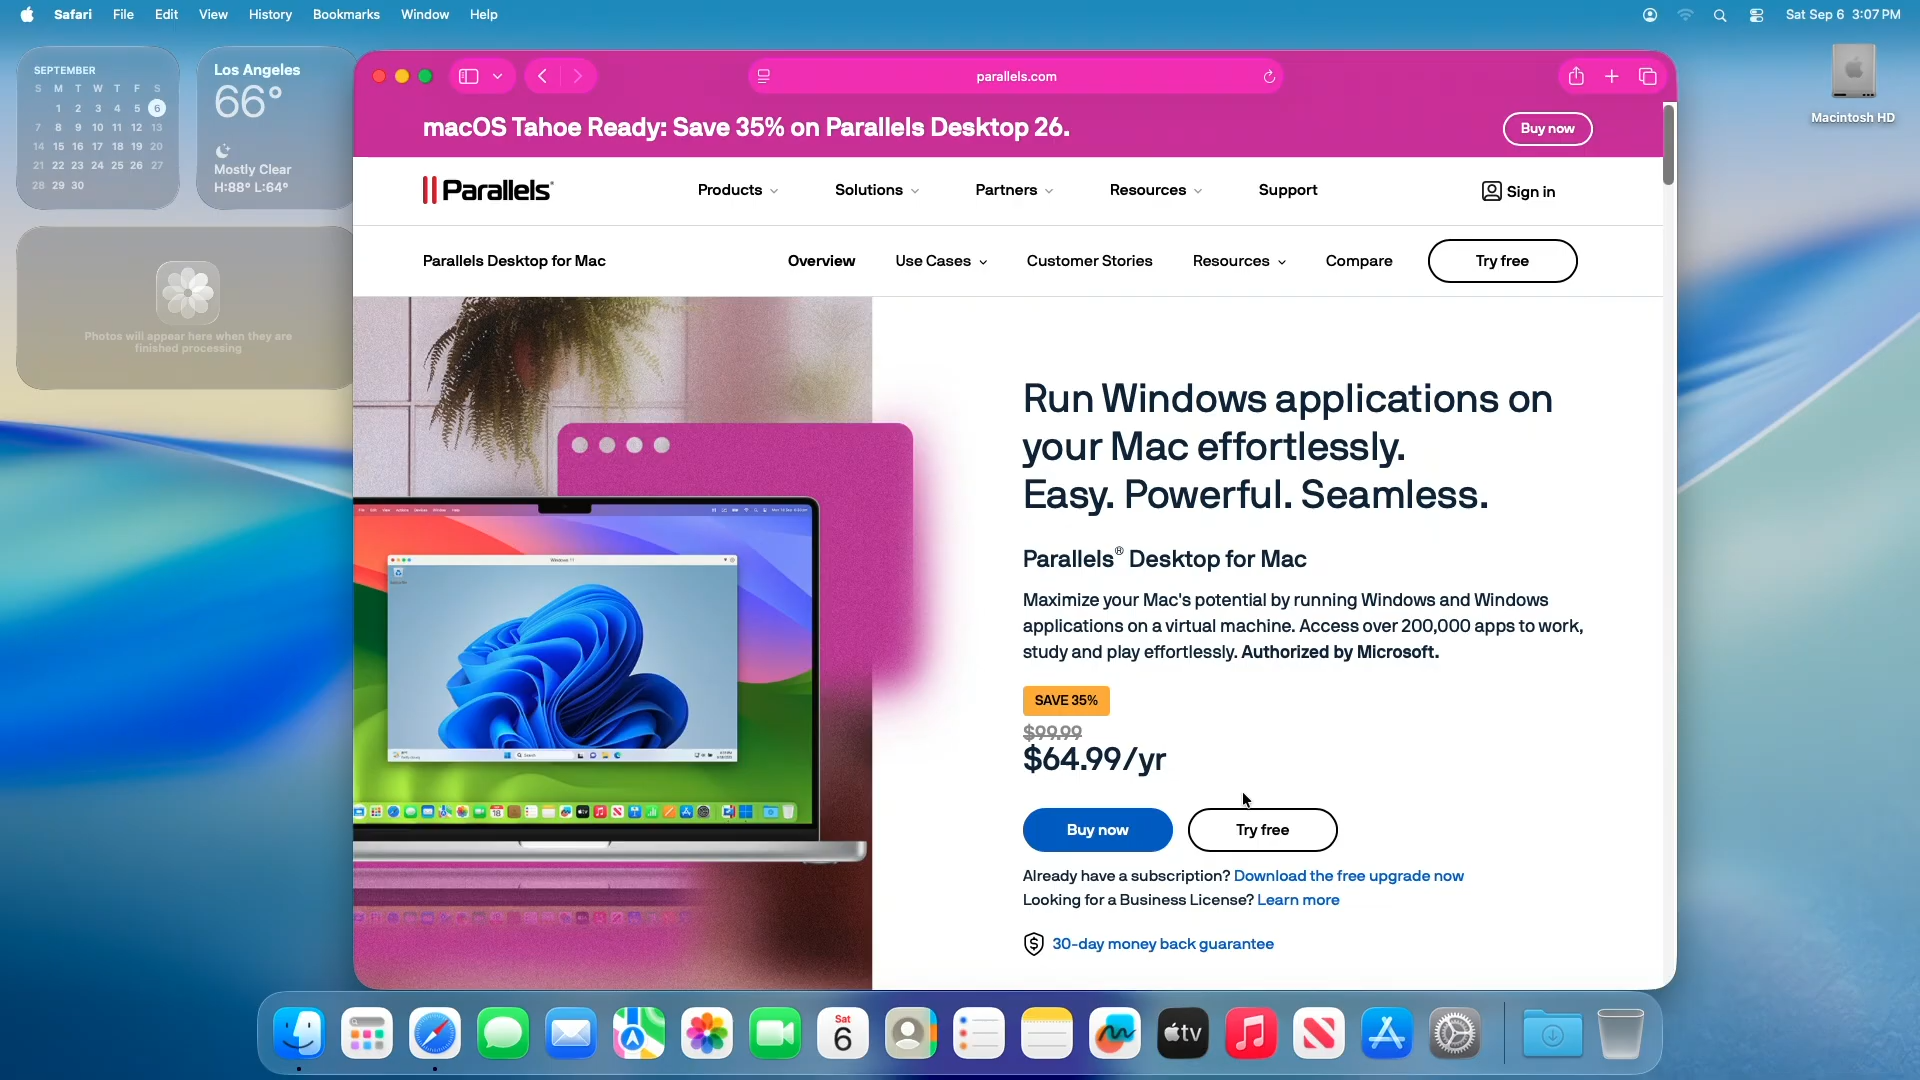 Safari File Edit View History Bookmarks Window Help
Sat Sep 6 3:07 PM
SEPTEMBER
S M T W T F S
1 2 3 4 5 6
7 8 9 10 11 12 13
14 15 16 17 18 19 20
21 22 23 24 25 26 27
28 29 30
Los Angeles
66°
Mostly Clear
H:88° L:64°
Photos will appear here when they are
finished processing
Macintosh HD
parallels.com
macOS Tahoe Ready: Save 35% on Parallels Desktop 26.
Buy now
Parallels®
Products
Solutions
Partners
Resources
Support
Sign in
Parallels Desktop for Mac
Overview
Use Cases
Customer Stories
Resources
Compare
Try free
Run Windows applications on
your Mac effortlessly.
Easy. Powerful. Seamless.
Parallels® Desktop for Mac
Maximize your Mac's potential by running Windows and Windows
applications on a virtual machine. Access over 200,000 apps to work,
study and play effortlessly. Authorized by Microsoft.
SAVE 35%
$99.99
$64.99/yr
Buy now
Try free
Already have a subscription? Download the free upgrade now
Looking for a Business License? Learn more
30-day money back guarantee
Windows 11
Search
Sat
6
tv